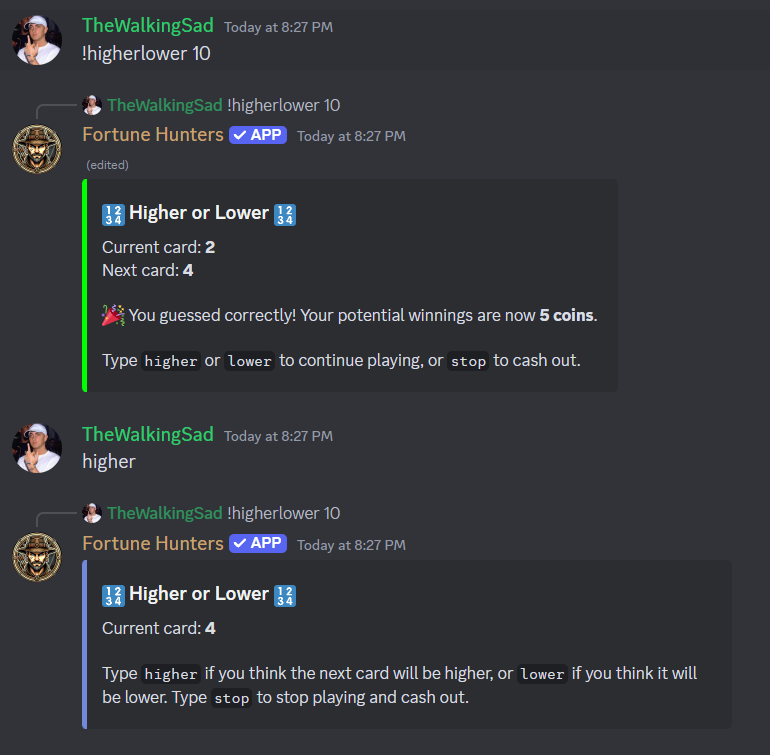 TheWalkingSad Today at 8:27 PM
!higherlower 10
TheWalkingSad !higherlower 10
Fortune Hunters ✓ APP Today at 8:27 PM
(edited)
🔢 Higher or Lower 🔢
Current card: 2
Next card: 4
🎉 You guessed correctly! Your potential winnings are now 5 coins.
Type higher or lower to continue playing, or stop to cash out.
TheWalkingSad Today at 8:27 PM
higher
TheWalkingSad !higherlower 10
Fortune Hunters ✓ APP Today at 8:27 PM
🔢 Higher or Lower 🔢
Current card: 4
Type higher if you think the next card will be higher, or lower if you think it will
be lower. Type stop to stop playing and cash out.